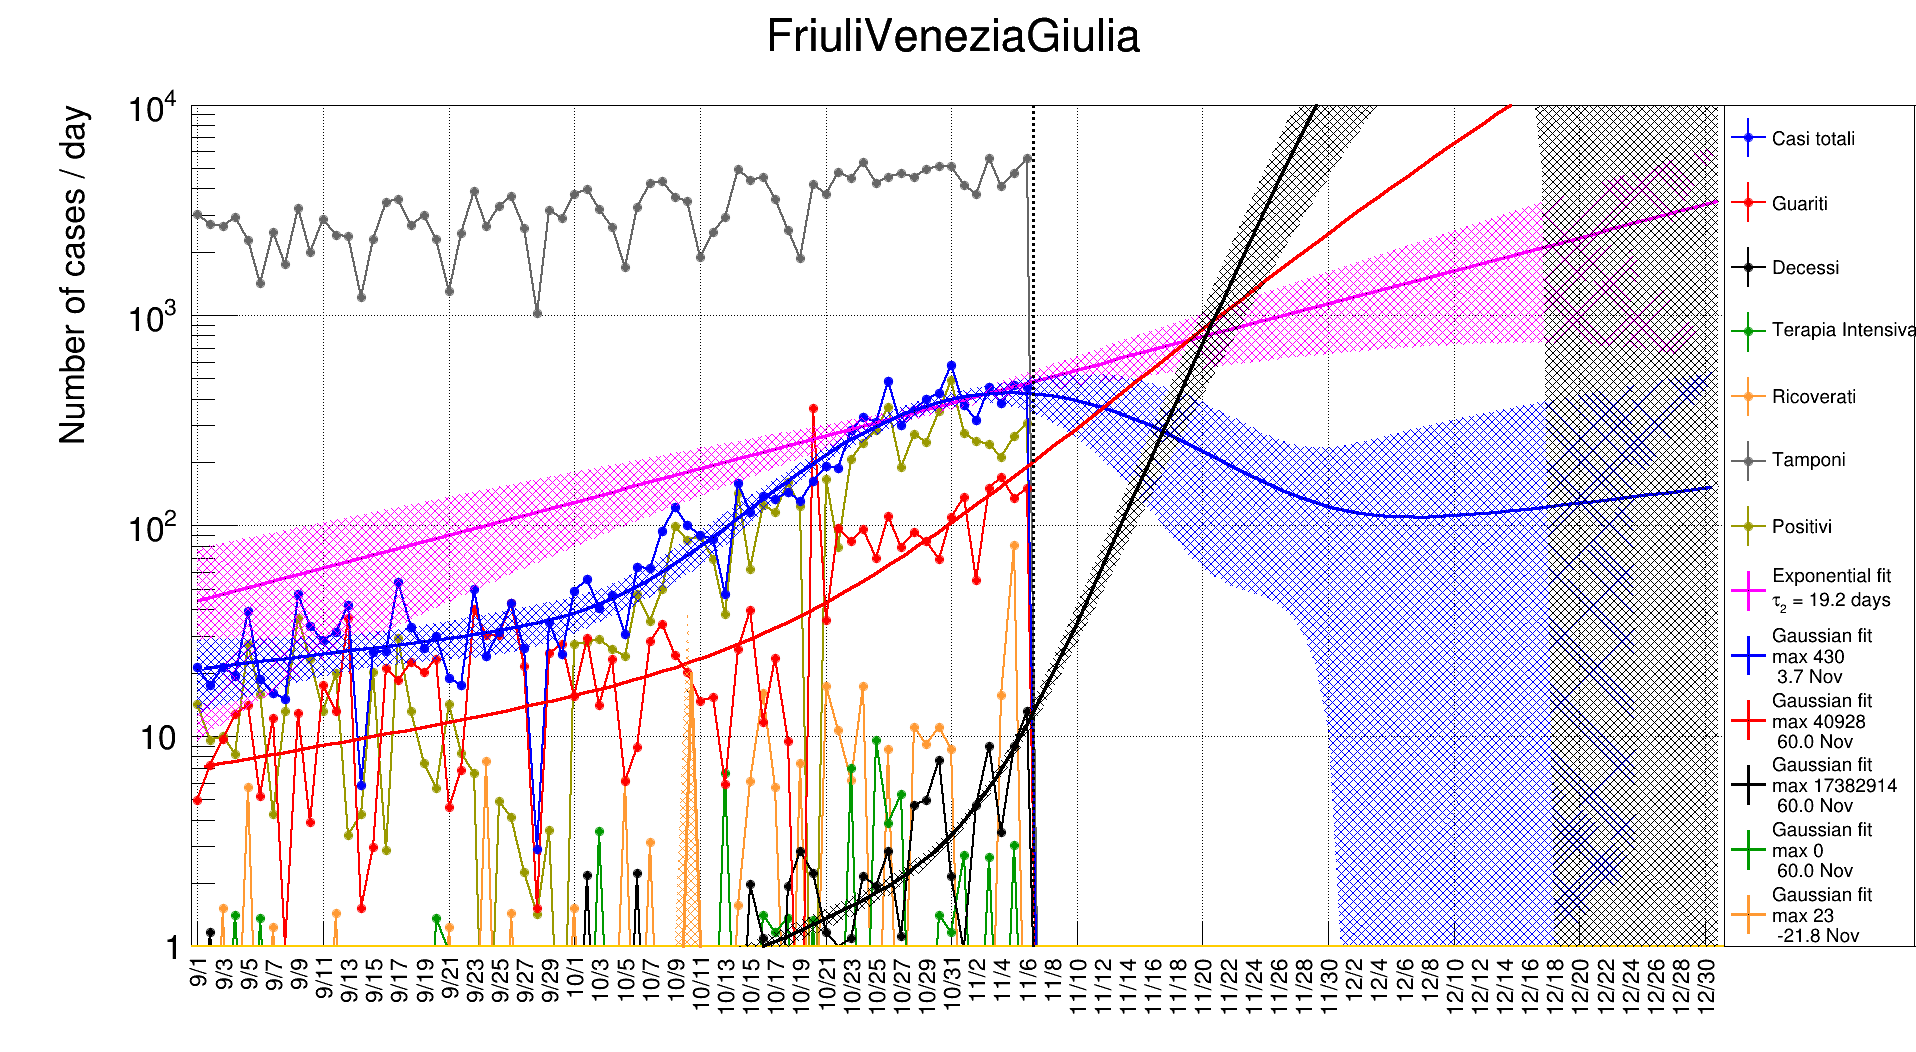 FriuliVeneziaGiulia
Number of cases / day
10^4
10^3
10^2
10
1
9/1
9/3
9/5
9/7
9/9
9/11
9/13
9/15
9/17
9/19
9/21
9/23
9/25
9/27
9/29
10/1
10/3
10/5
10/7
10/9
10/11
10/13
10/15
10/17
10/19
10/21
10/23
10/25
10/27
10/29
10/31
11/2
11/4
11/6
11/8
11/10
11/12
11/14
11/16
11/18
11/20
11/22
11/24
11/26
11/28
11/30
12/2
12/4
12/6
12/8
12/10
12/12
12/14
12/16
12/18
12/20
12/22
12/24
12/26
12/28
12/30
Casi totali
Guariti
Decessi
Terapia Intensiva
Ricoverati
Tamponi
Positivi
Exponential fit
τ₂ = 19.2 days
Gaussian fit
max 430
3.7 Nov
Gaussian fit
max 40928
60.0 Nov
Gaussian fit
max 17382914
60.0 Nov
Gaussian fit
max 0
60.0 Nov
Gaussian fit
max 23
-21.8 Nov